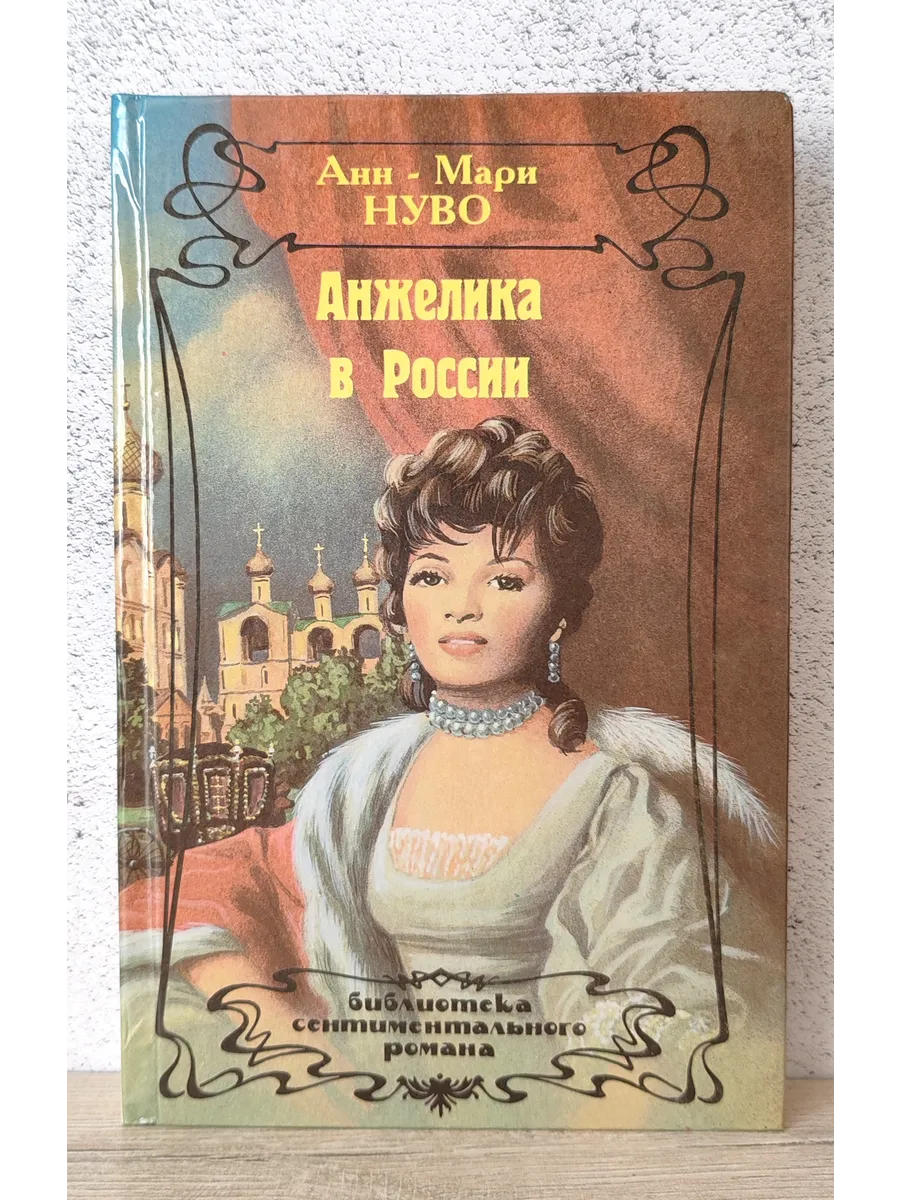 Анн - Мари
НУВО
Анжелика
в России
библиотека
сентиментального
романа